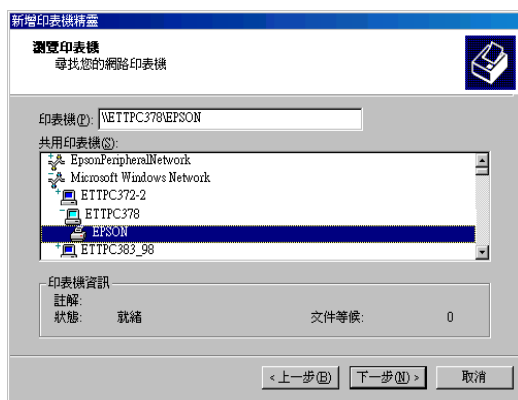 新增印表機精靈
瀏覽印表機
尋找您的網路印表機
印表機(P): \\ETTPC378\EPSON
共用印表機(S):
EpsonPeripheralNetwork
Microsoft Windows Network
ETTPC372-2
ETTPC378
EPSON
ETTPC383_98
印表機資訊
註解:
狀態: 就緒 文件等候: 0
<上一步(B) 下一步(N)> 取消